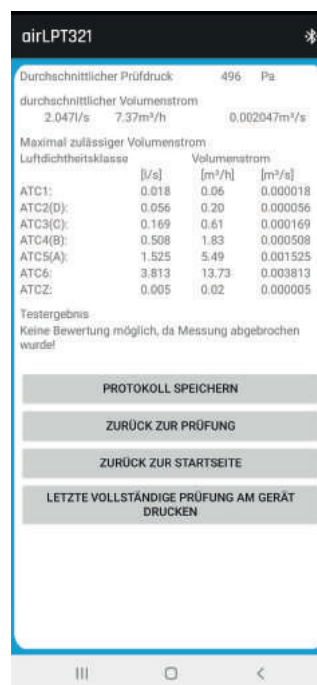 airLPT321
Durchschnittlicher Prüfdruck 496 Pa
durchschnittlicher Volumenstrom
2.047l/s 7.37m³/h 0.002047m³/s
Maximal zulässiger Volumenstrom
Luftdichtheitsklasse Volumenstrom
[l/s] [m³/h] [m³/s]
ATC1: 0.018 0.06 0.000018
ATC2(D): 0.056 0.20 0.000056
ATC3(C): 0.169 0.61 0.000169
ATC4(B): 0.508 1.83 0.000508
ATC5(A): 1.525 5.49 0.001525
ATC6: 3.813 13.73 0.003813
ATCZ: 0.005 0.02 0.000005
Testergebnis
Keine Bewertung möglich, da Messung abgebrochen
wurde!
PROTOKOLL SPEICHERN
ZURÜCK ZUR PRÜFUNG
ZURÜCK ZUR STARTSEITE
LETZTE VOLLSTÄNDIGE PRÜFUNG AM GERÄT
DRUCKEN